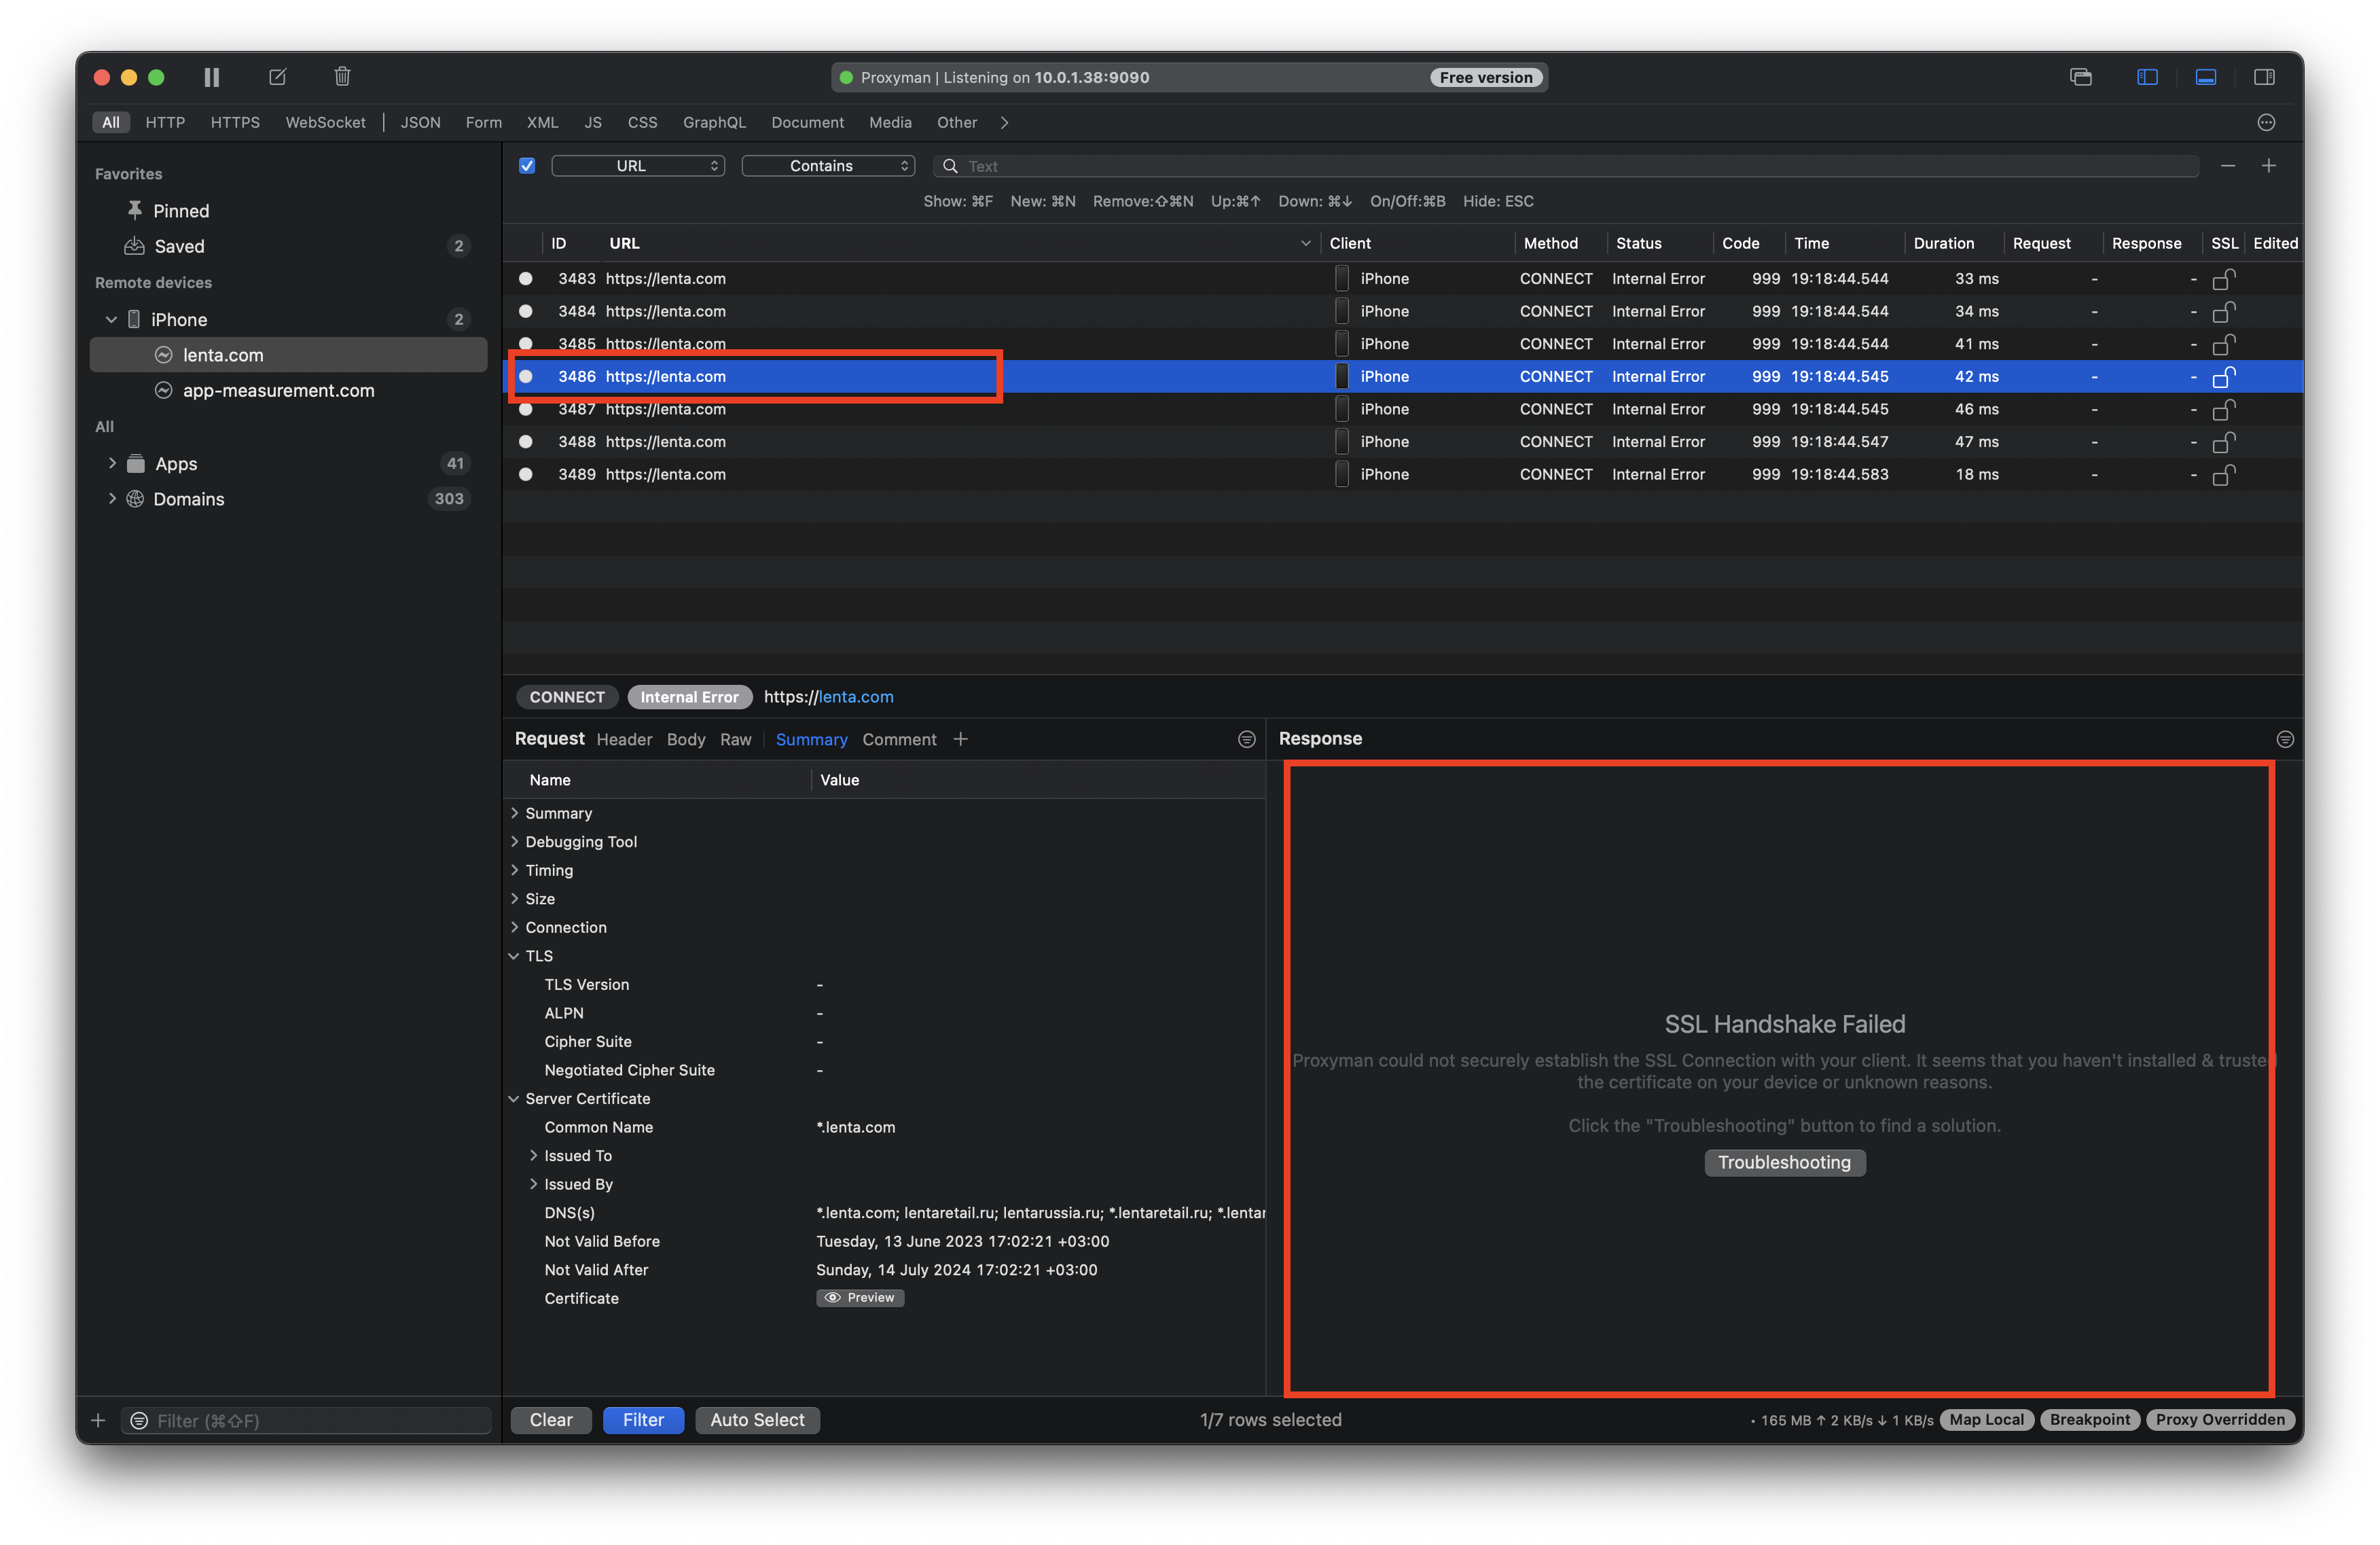 Proxyman | Listening on 10.0.1.38:9090 Free version
All HTTP HTTPS WebSocket JSON Form XML JS CSS GraphQL Document Media Other
Favorites
Pinned
Saved 2
Remote devices
iPhone 2
lenta.com
app-measurement.com
All
Apps 41
Domains 303
URL Contains Text
Show: ⌘F New: ⌘N Remove:⇧⌘N Up:⌘↑ Down: ⌘↓ On/Off:⌘B Hide: ESC
ID URL Client Method Status Code Time Duration Request Response SSL Edited
3483 https://lenta.com iPhone CONNECT Internal Error 999 19:18:44.544 33 ms - -
3484 https://lenta.com iPhone CONNECT Internal Error 999 19:18:44.544 34 ms - -
3485 https://lenta.com iPhone CONNECT Internal Error 999 19:18:44.544 41 ms - -
3486 https://lenta.com iPhone CONNECT Internal Error 999 19:18:44.545 42 ms - -
3487 https://lenta.com iPhone CONNECT Internal Error 999 19:18:44.545 46 ms - -
3488 https://lenta.com iPhone CONNECT Internal Error 999 19:18:44.547 47 ms - -
3489 https://lenta.com iPhone CONNECT Internal Error 999 19:18:44.583 18 ms - -
CONNECT Internal Error https://lenta.com
Request Header Body Raw Summary Comment +
Name Value
Summary
Debugging Tool
Timing
Size
Connection
TLS
TLS Version -
ALPN -
Cipher Suite -
Negotiated Cipher Suite -
Server Certificate
Common Name *.lenta.com
Issued To
Issued By
DNS(s) *.lenta.com; lentaretail.ru; lentarussia.ru; *.lentaretail.ru; *.lentar
Not Valid Before Tuesday, 13 June 2023 17:02:21 +03:00
Not Valid After Sunday, 14 July 2024 17:02:21 +03:00
Certificate Preview
Response
SSL Handshake Failed
Proxyman could not securely establish the SSL Connection with your client. It seems that you haven't installed & trusted
the certificate on your device or unknown reasons.
Click the "Troubleshooting" button to find a solution.
Troubleshooting
+ Filter (⌘⇧F)
Clear Filter Auto Select 1/7 rows selected • 165 MB ↑ 2 KB/s ↓ 1 KB/s Map Local Breakpoint Proxy Overridden